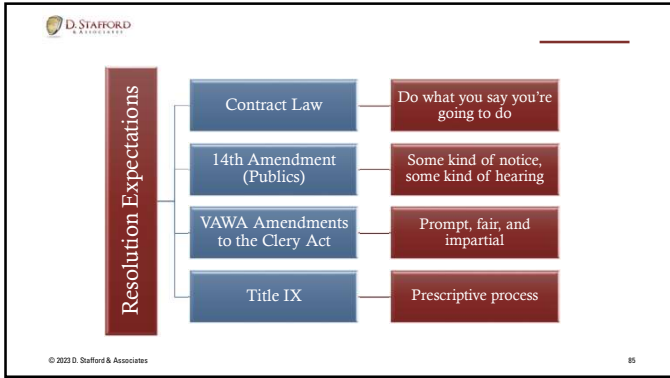 D. STAFFORD
& ASSOCIATES
Resolution Expectations
Contract Law
Do what you say you're
going to do
14th Amendment
(Publics)
Some kind of notice,
some kind of hearing
VAWA Amendments
to the Clery Act
Prompt, fair, and
impartial
Title IX
Prescriptive process
© 2023 D. Stafford & Associates
85